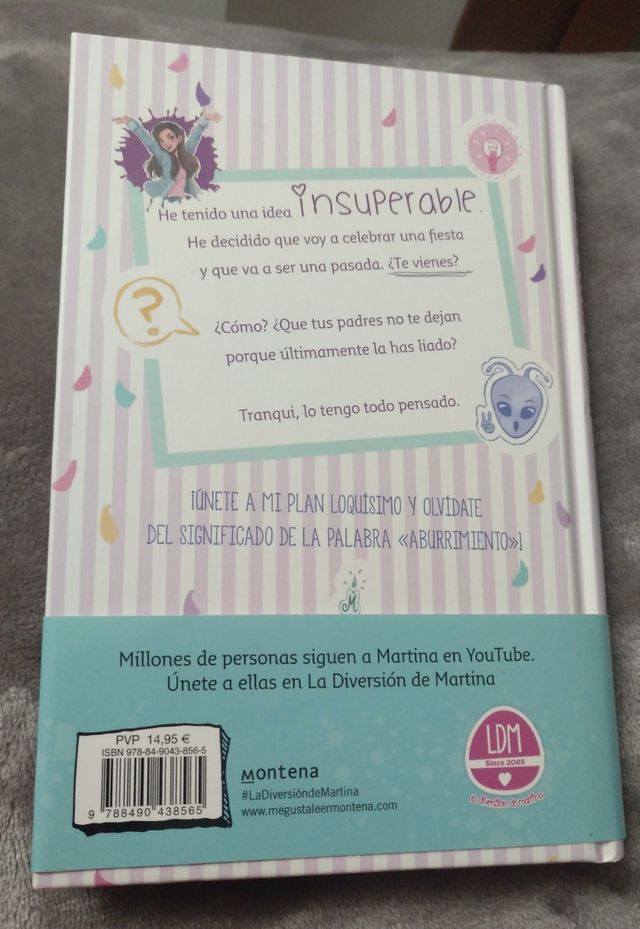 He tenido una idea insuperable.
He decidido que voy a celebrar una fiesta
y que va a ser una pasada. ¿Te vienes?
?
¿Cómo? ¿Que tus padres no te dejan
porque últimamente la has liado?
Tranqui, lo tengo todo pensado.
¡ÚNETE A MI PLAN LOQUÍSIMO Y OLVÍDATE
DEL SIGNIFICADO DE LA PALABRA «ABURRIMIENTO»!
M
Millones de personas siguen a Martina en YouTube.
Únete a ellas en La Diversión de Martina
PVP 14,95 €
ISBN 978-84-9043-856-5
9 788490 438565
Montena
#LaDiversióndeMartina
www.megustaleermontena.com
LDM
Since 2005
la diversion de martina